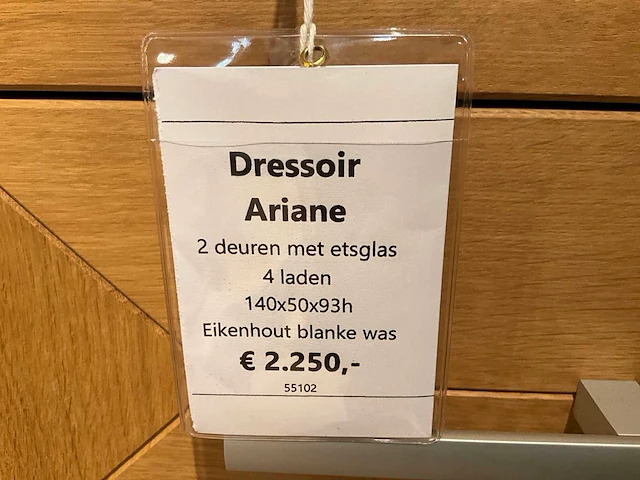 Dressoir
Ariane
2 deuren met etsglas
4 laden
140x50x93h
Eikenhout blanke was
€ 2.250,-
55102